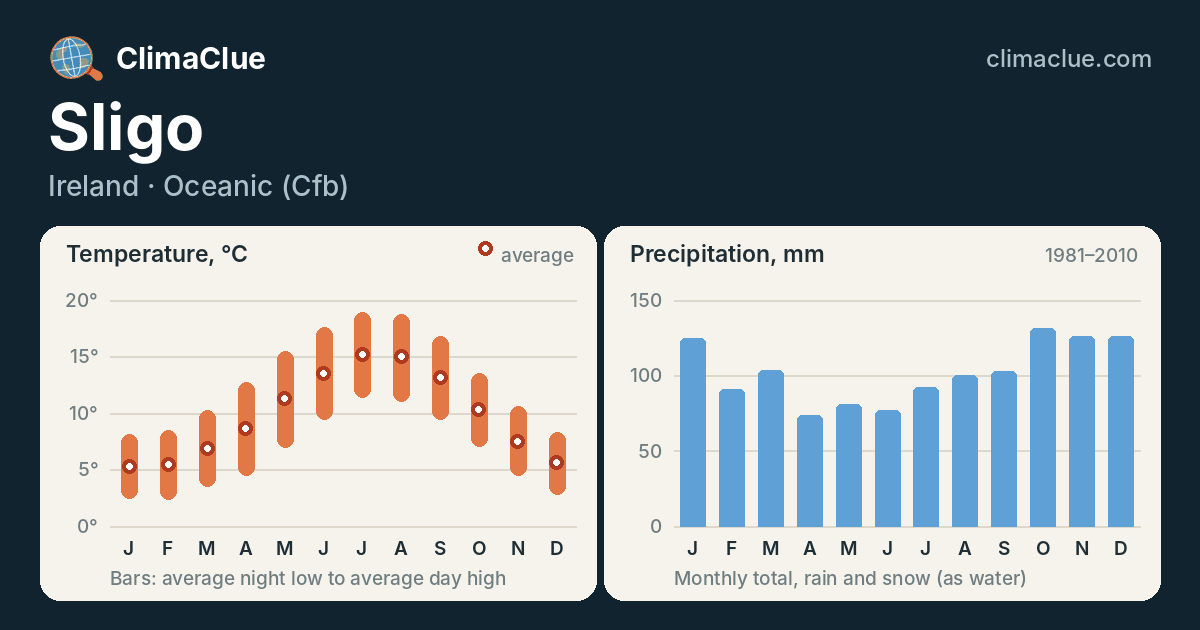 ClimaClue
climaclue.com
Sligo
Ireland · Oceanic (Cfb)
Temperature, °C
average
20°
15°
10°
5°
0°
J F M A M J J A S O N D
Bars: average night low to average day high
Precipitation, mm
1981–2010
150
100
50
0
J F M A M J J A S O N D
Monthly total, rain and snow (as water)